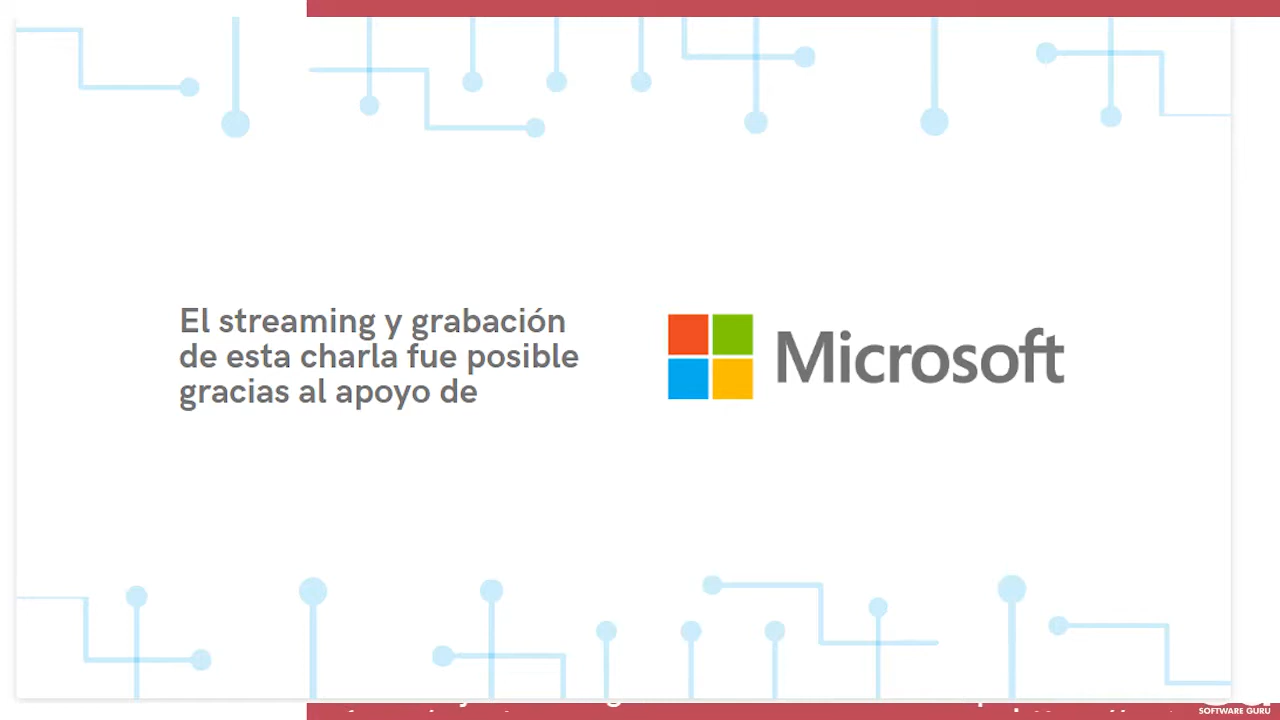 El streaming y grabación
de esta charla fue posible
gracias al apoyo de
Microsoft
SOFTWARE GURU